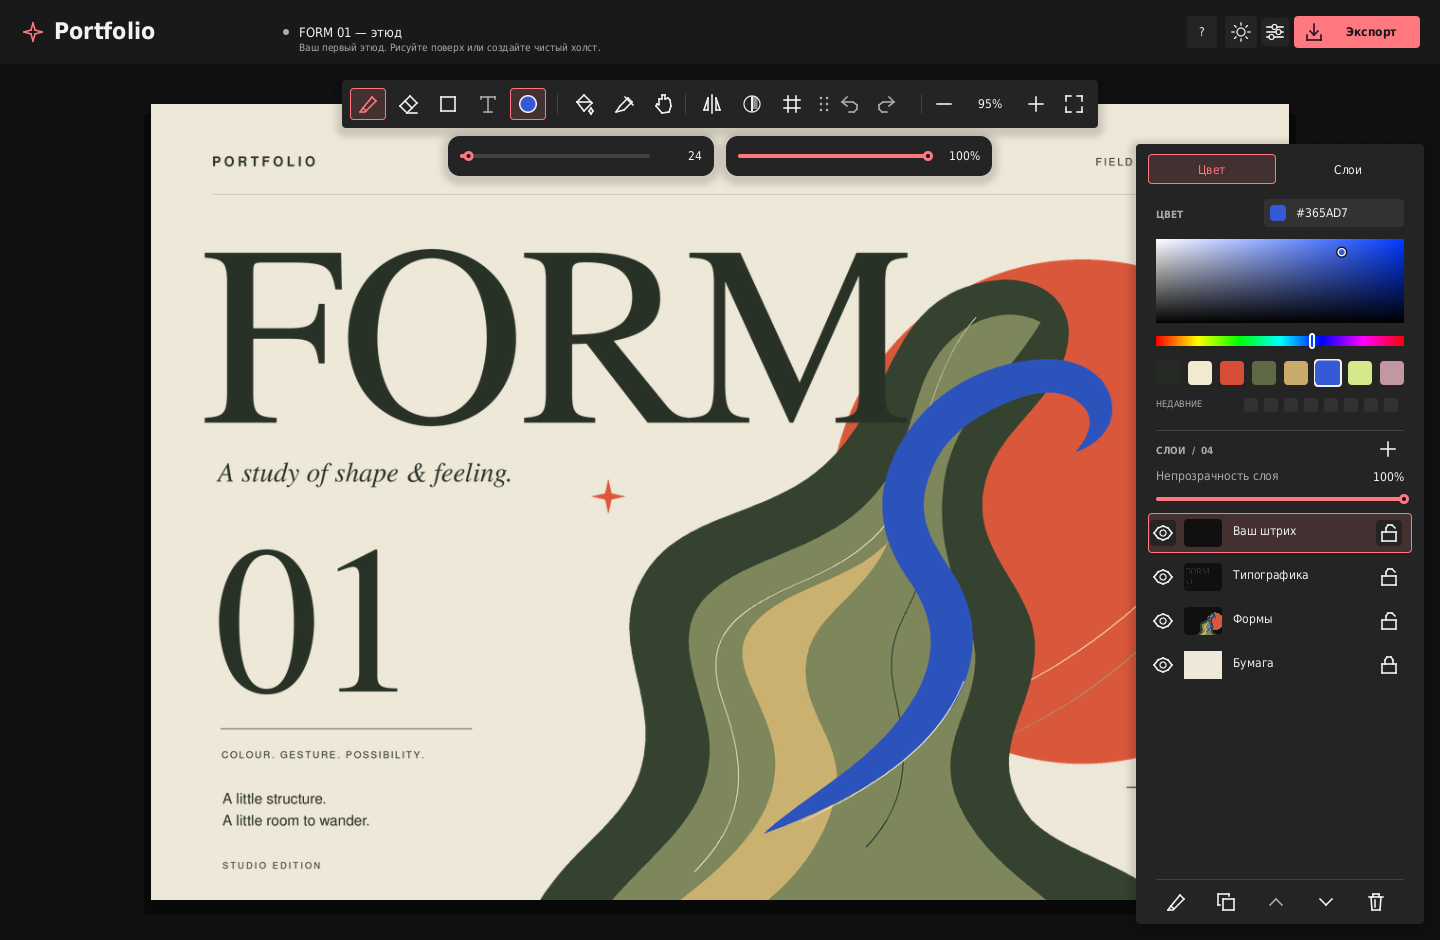 Portfolio
FORM 01 — этюд
Ваш первый этюд. Рисуйте поверх или создайте чистый холст.
?
Экспорт
T
95%
24
100%
PORTFOLIO
FIELD
Цвет
Слои
ЦВЕТ
#365AD7
FORM
НЕДАВНИЕ
СЛОИ / 04
Непрозрачность слоя
100%
A study of shape & feeling.
Ваш штрих
Типографика
Формы
Бумага
01
COLOUR. GESTURE. POSSIBILITY.
A little structure.
A little room to wander.
STUDIO EDITION